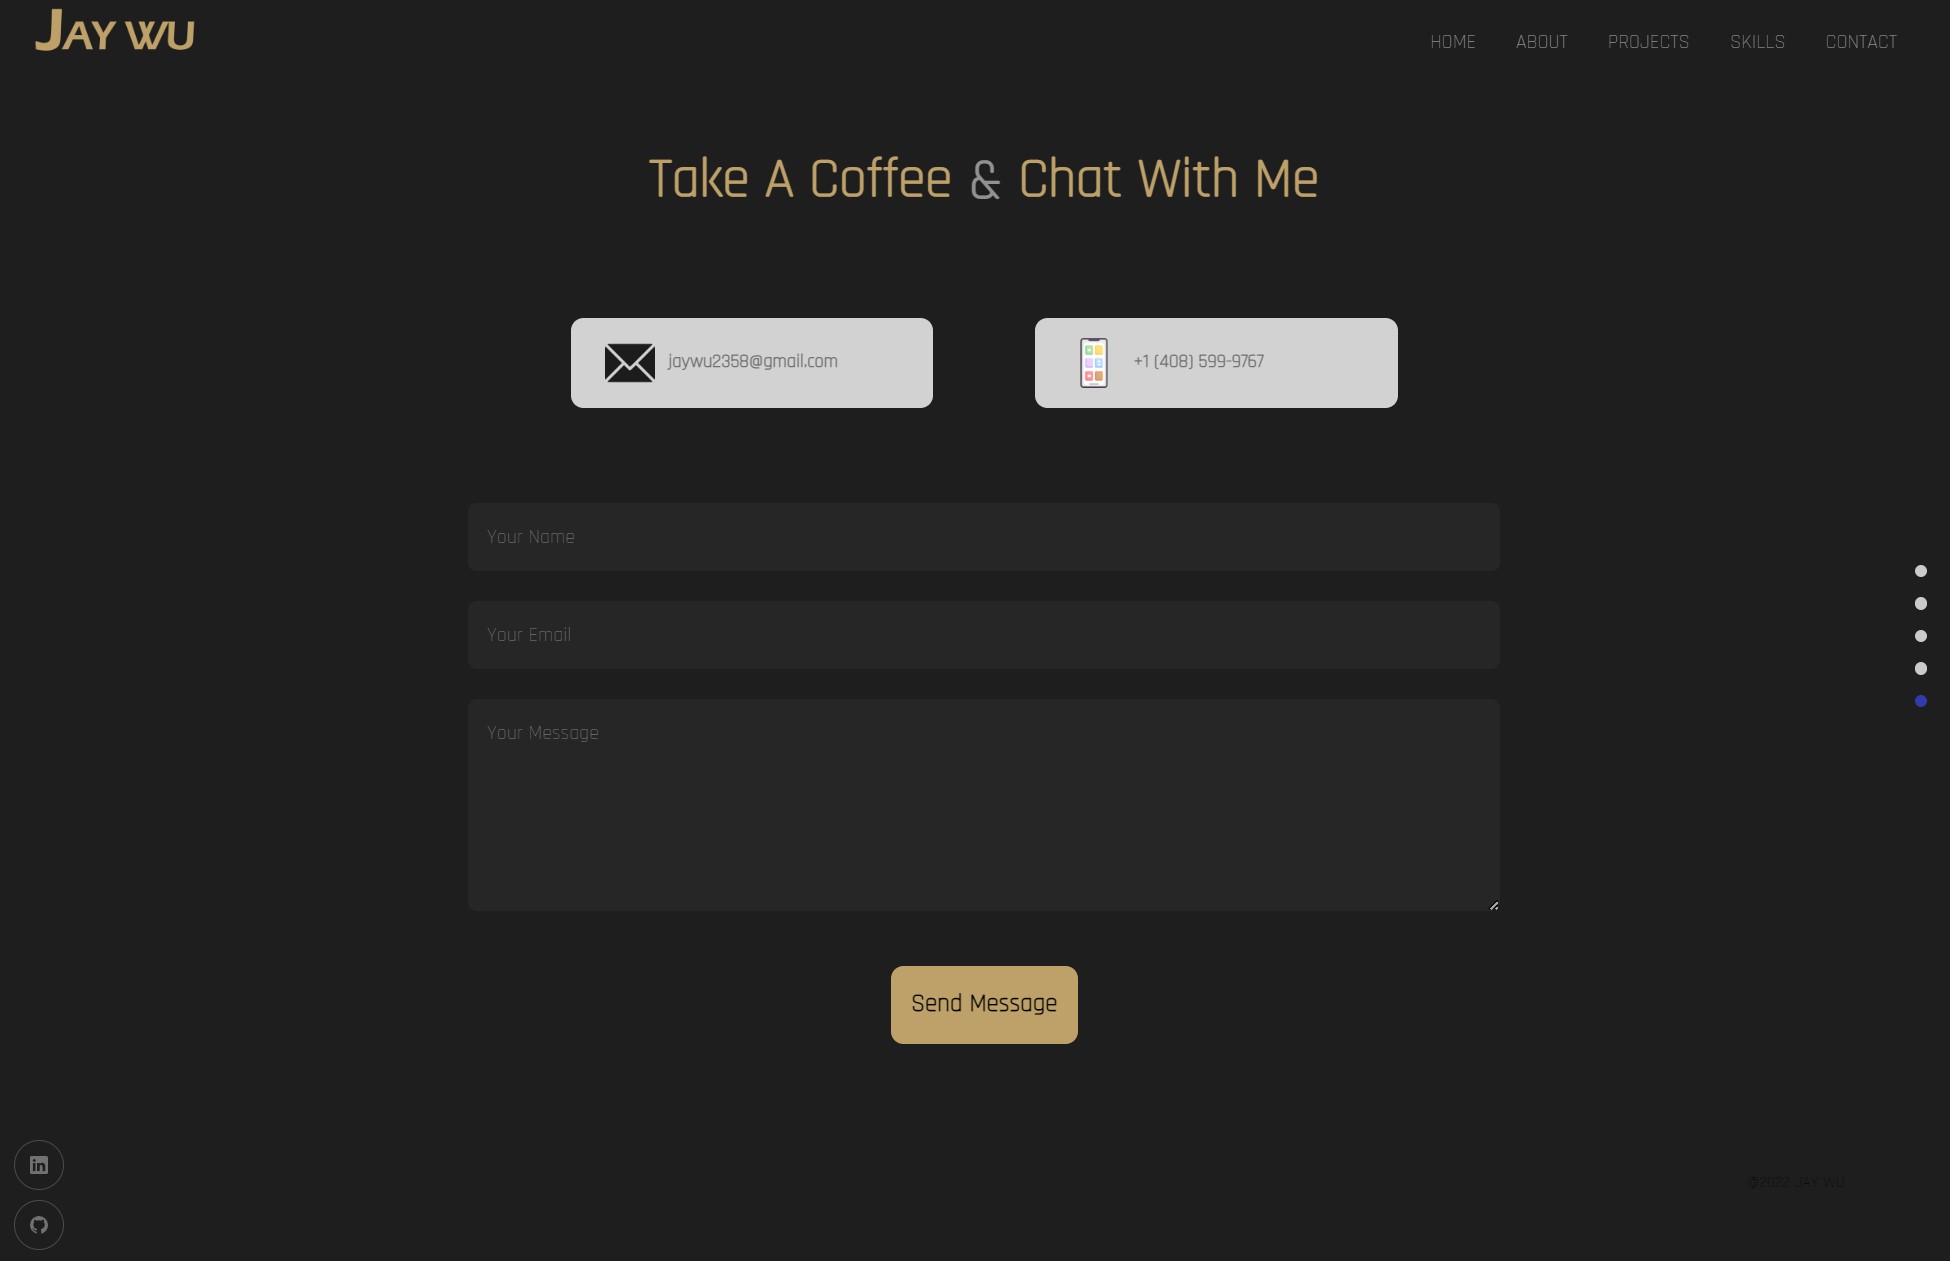 JAY WU
HOME ABOUT PROJECTS SKILLS CONTACT
Take A Coffee & Chat With Me
jaywu2358@gmail.com
+1 (408) 599-9767
Your Name
Your Email
Your Message
Send Message
in
©2022 JAY WU